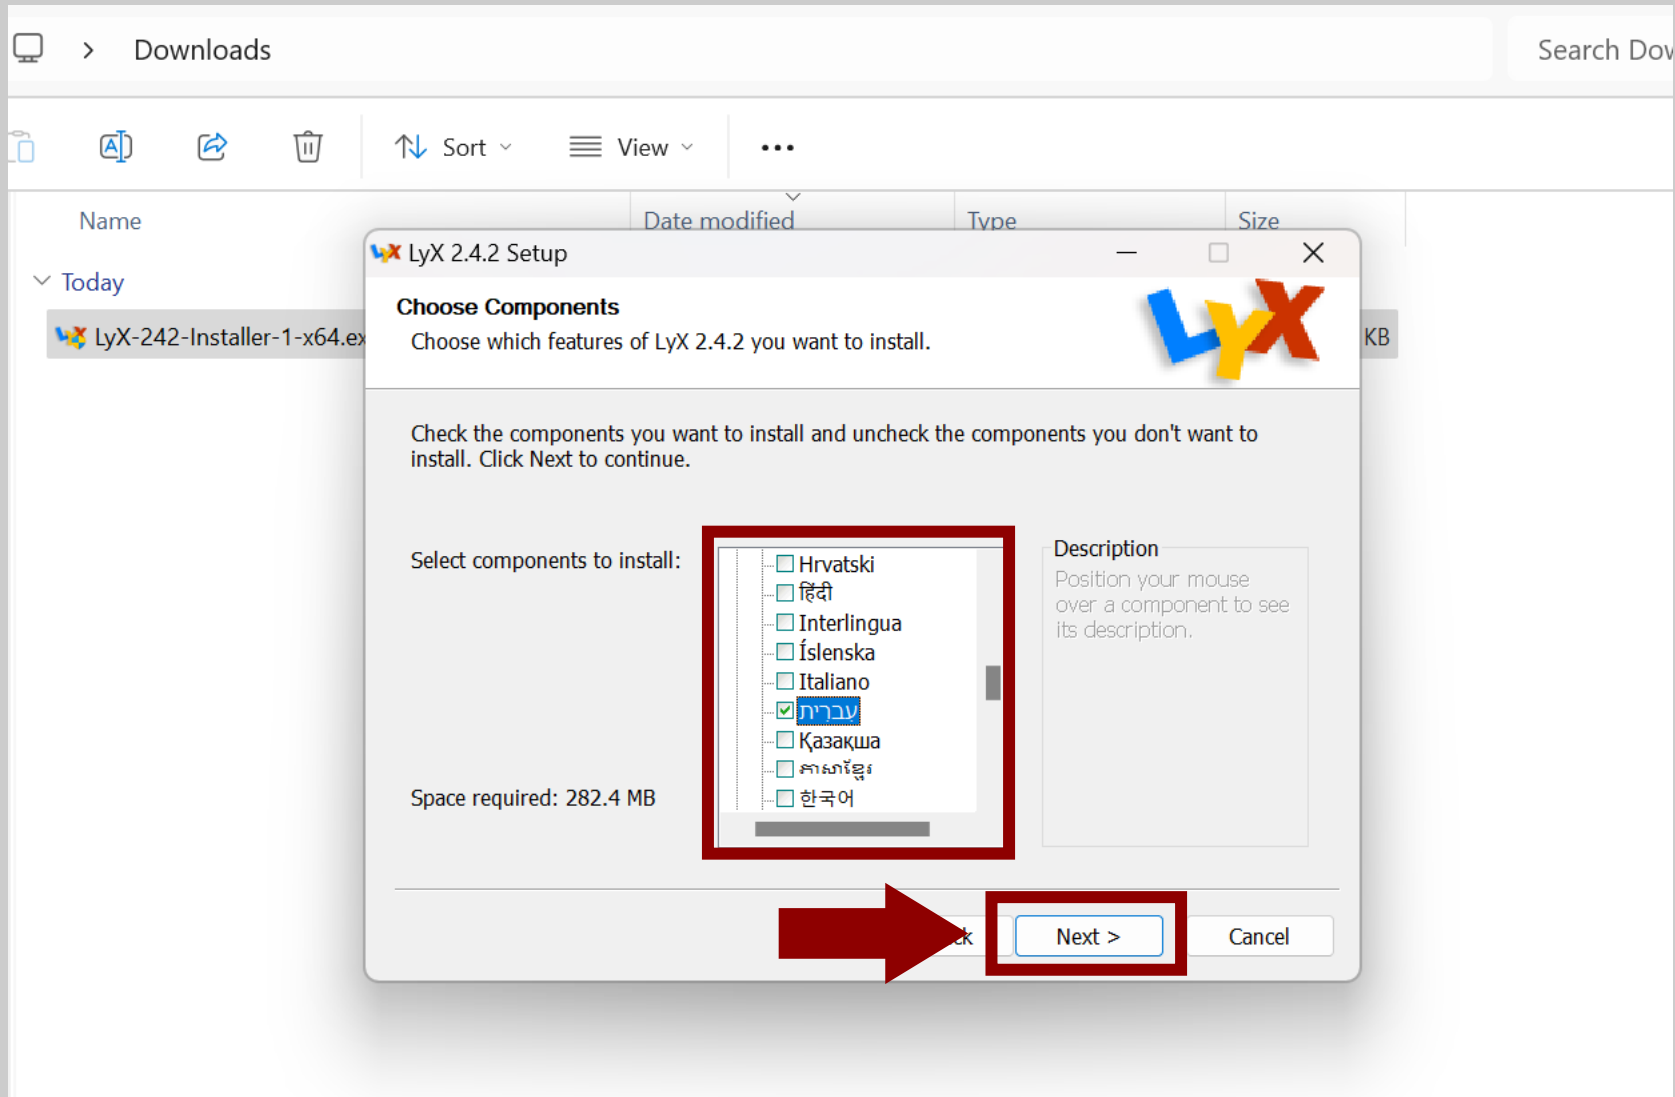 Downloads
Search Dow
Sort
View
Name
Date modified
Type
Size
LyX 2.4.2 Setup
Today
Choose Components
LyX
LyX-242-Installer-1-x64.ex
KB
Choose which features of LyX 2.4.2 you want to install.
Check the components you want to install and uncheck the components you don't want to
install. Click Next to continue.
Select components to install:
Hrvatski
हिंदी
Interlingua
Íslenska
Italiano
עִבְרִית
Қазақша
ភាសាខ្មែរ
한국어
Description
Position your mouse
over a component to see
its description.
Space required: 282.4 MB
ck
Next >
Cancel